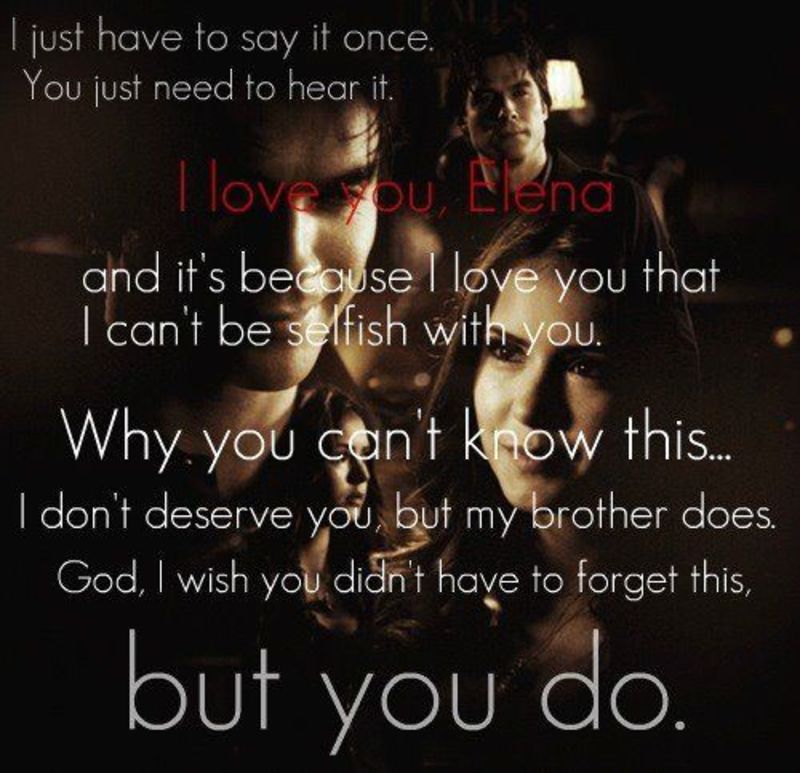 I just have to say it once.
You just need to hear it.
I love you, Elena
and it's because I love you that
I can't be selfish with you.
Why you can't know this...
I don't deserve you, but my brother does.
God, I wish you didn't have to forget this,
but you do.